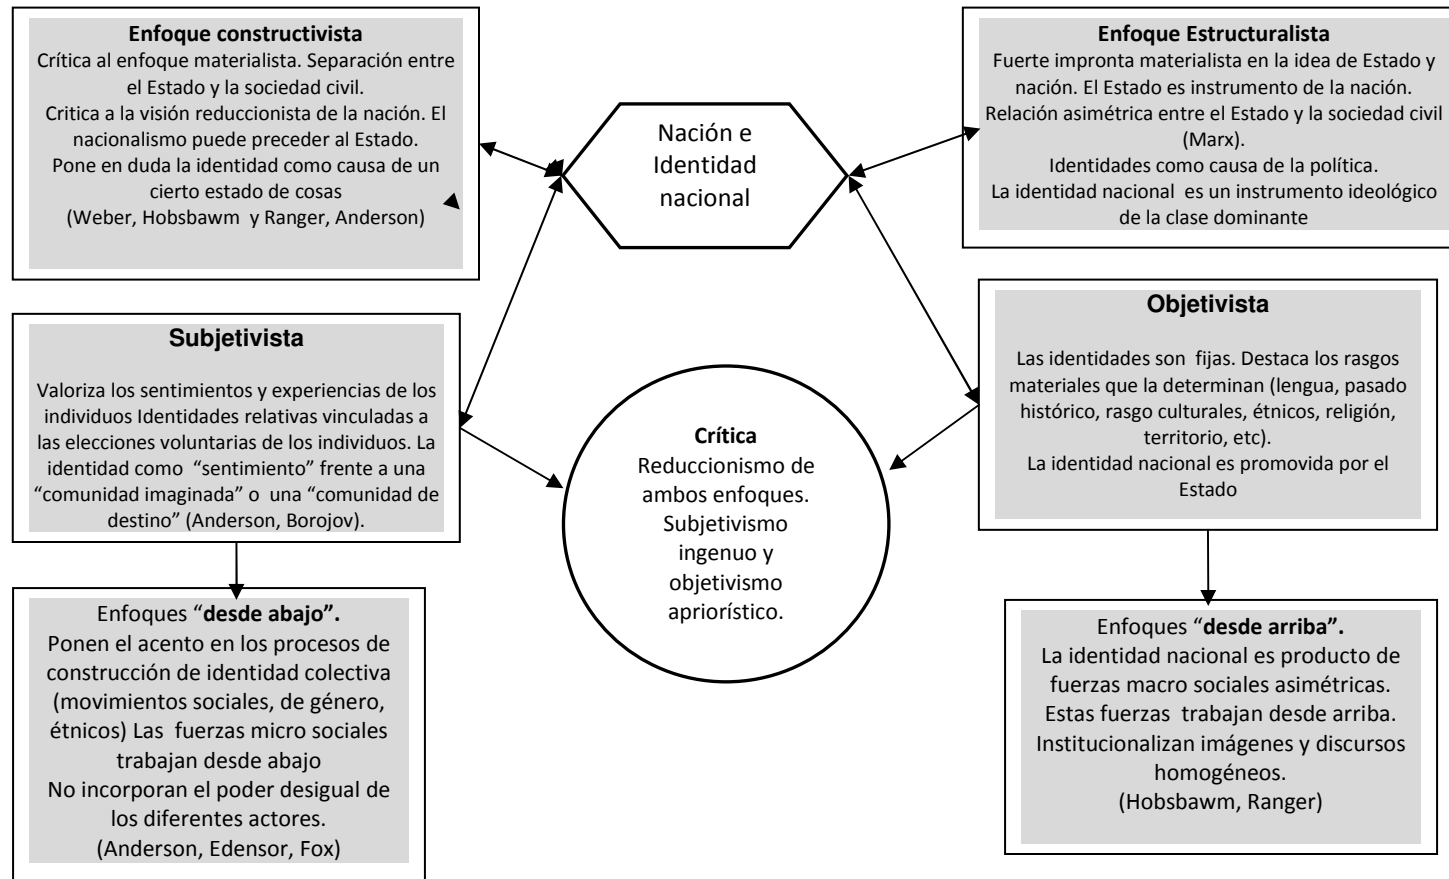 Enfoque constructivista
Crítica al enfoque materialista. Separación entre
el Estado y la sociedad civil.
Critica a la visión reduccionista de la nación. El
nacionalismo puede preceder al Estado.
Pone en duda la identidad como causa de un
cierto estado de cosas
(Weber, Hobsbawm y Ranger, Anderson)
Nación e
Identidad
nacional
Enfoque Estructuralista
Fuerte impronta materialista en la idea de Estado y
nación. El Estado es instrumento de la nación.
Relación asimétrica entre el Estado y la sociedad civil
(Marx).
Identidades como causa de la política.
La identidad nacional es un instrumento ideológico
de la clase dominante
Subjetivista
Valoriza los sentimientos y experiencias de los
individuos Identidades relativas vinculadas a
las elecciones voluntarias de los individuos. La
identidad como “sentimiento” frente a una
“comunidad imaginada” o una “comunidad de
destino” (Anderson, Borojov).
Crítica
Reduccionismo de
ambos enfoques.
Subjetivismo
ingenuo y
objetivismo
apriorístico.
Objetivista
Las identidades son fijas. Destaca los rasgos
materiales que la determinan (lengua, pasado
histórico, rasgo culturales, étnicos, religión,
territorio, etc).
La identidad nacional es promovida por el
Estado
Enfoques “desde abajo”.
Ponen el acento en los procesos de
construcción de identidad colectiva
(movimientos sociales, de género,
étnicos) Las fuerzas micro sociales
trabajan desde abajo
No incorporan el poder desigual de
los diferentes actores.
(Anderson, Edensor, Fox)
Enfoques “desde arriba”.
La identidad nacional es producto de
fuerzas macro sociales asimétricas.
Estas fuerzas trabajan desde arriba.
Institucionalizan imágenes y discursos
homogéneos.
(Hobsbawm, Ranger)